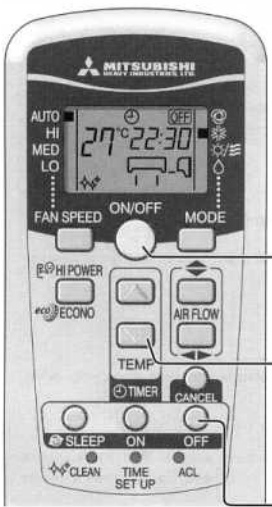 MITSUBISHI
HEAVY INDUSTRIES, LTD.
AUTO
HI
MED
LO
OFF
27°C 22:30
FAN SPEED
ON/OFF
MODE
HI POWER
eco ECONO
AIR FLOW
TEMP
TIMER
CANCEL
SLEEP ON OFF
CLEAN TIME SET UP ACL